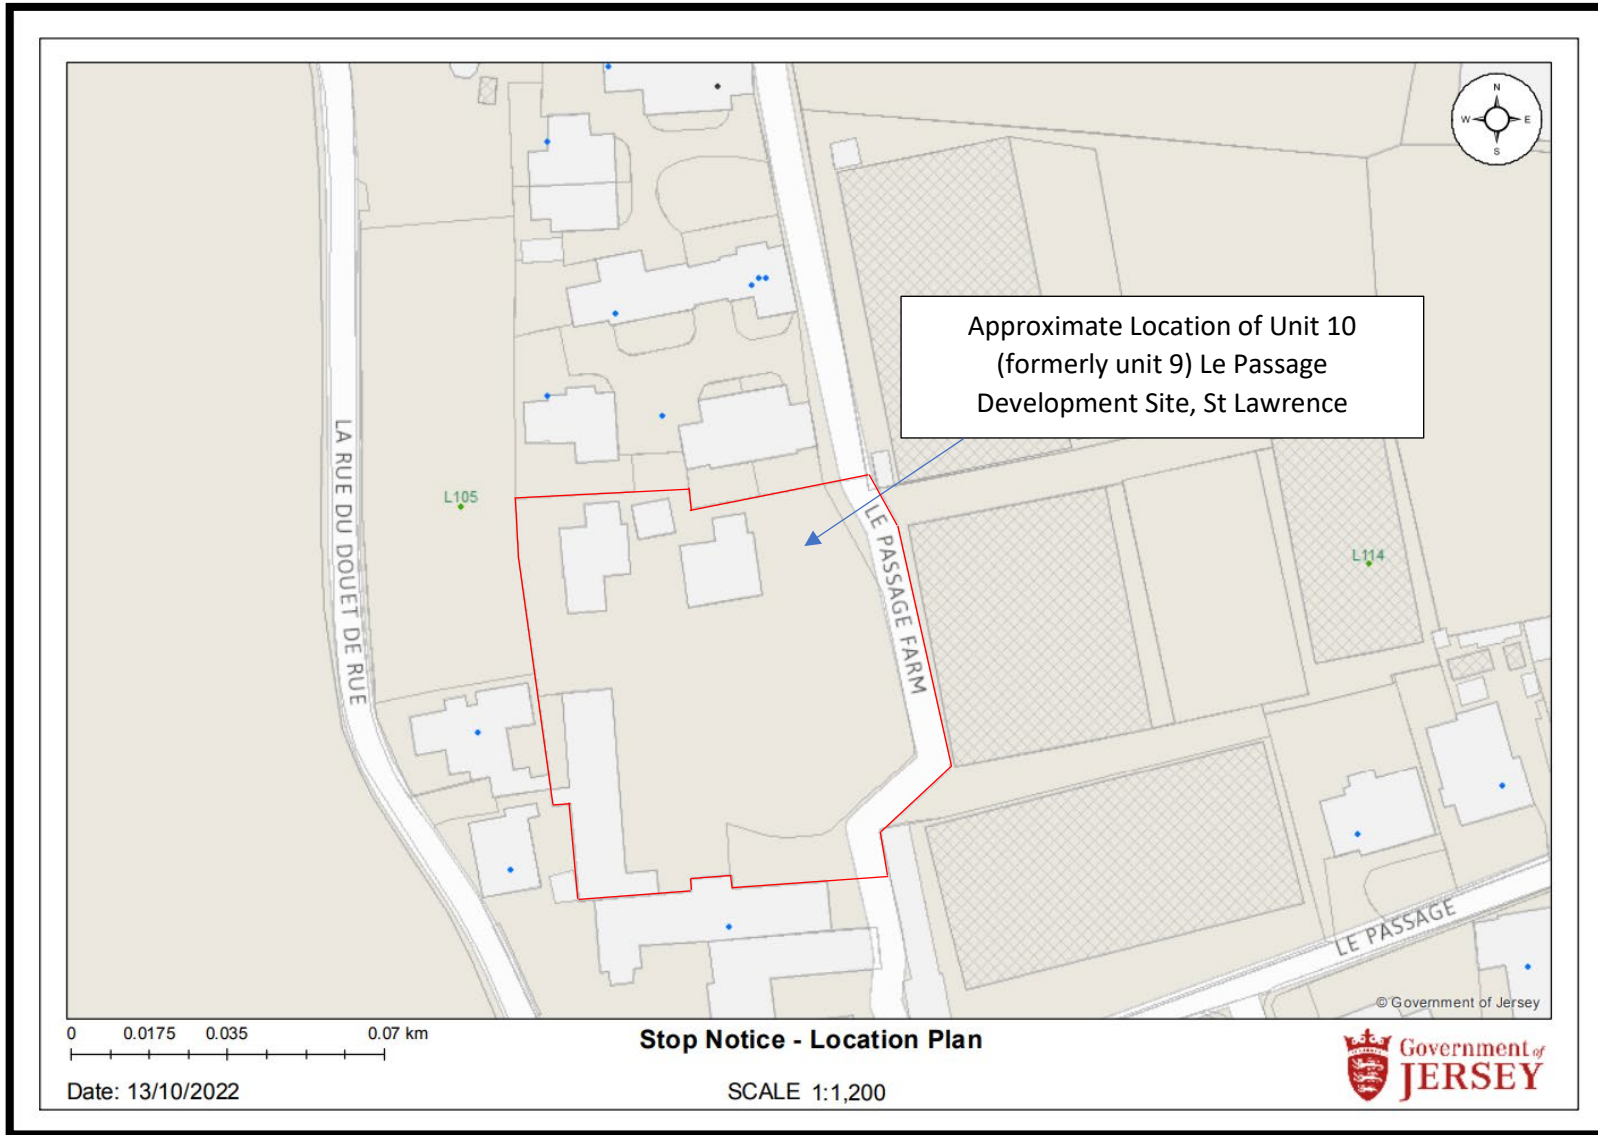 N
W E
S
Approximate Location of Unit 10
(formerly unit 9) Le Passage
Development Site, St Lawrence
LA RUE DU DOUET DE RUE
L105
LE PASSAGE FARM
L114
LE PASSAGE
© Government of Jersey
0 0.0175 0.035 0.07 km
Stop Notice - Location Plan
Date: 13/10/2022
SCALE 1:1,200
Government of
JERSEY